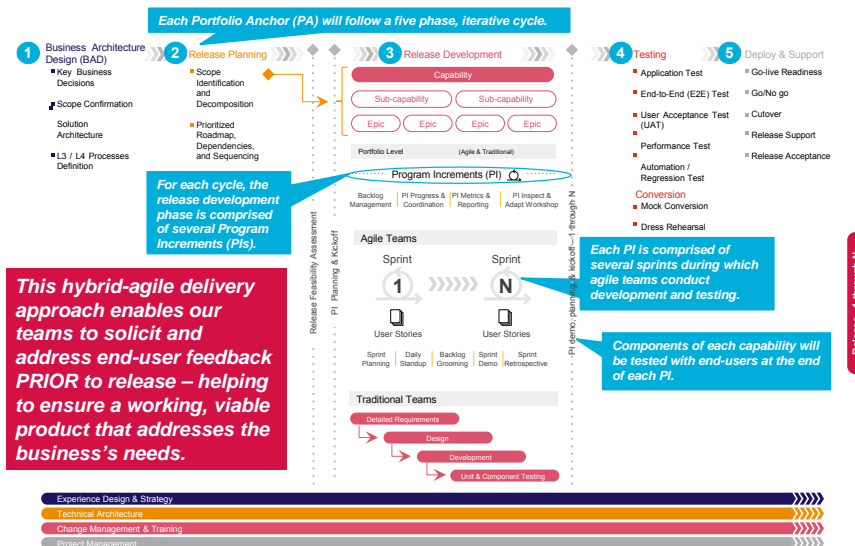 Each Portfolio Anchor (PA) will follow a five phase, iterative cycle.
1
Business Architecture
Design (BAD)
Key Business
Decisions
Scope Confirmation
Solution
Architecture
L3 / L4 Processes
Definition
2
Release Planning
Scope
Identification
and
Decomposition
Prioritized
Roadmap,
Dependencies,
and Sequencing
3
Release Development
Capability
Sub-capability
Sub-capability
Epic
Epic
Epic
Epic
Portfolio Level
(Agile & Traditional)
Program Increments (PI)
Backlog
Management
PI Progress &
Coordination
PI Metrics &
Reporting
PI Inspect &
Adapt Workshop
Agile Teams
Sprint
1
User Stories
Sprint
N
User Stories
Sprint
Planning
Daily
Standup
Backlog
Grooming
Sprint
Demo
Sprint
Retrospective
Traditional Teams
Detailed Requirements
Design
Development
Unit & Component Testing
Release Feasibility Assessment
PI Planning & Kickoff
PI demo, planning, & kickoff – 1 through N
4
Testing
Application Test
End-to-End (E2E) Test
User Acceptance Test
(UAT)
Performance Test
Automation /
Regression Test
Conversion
Mock Conversion
Dress Rehearsal
5
Deploy & Support
Go-live Readiness
Go/No go
Cutover
Release Support
Release Acceptance
For each cycle, the
release development
phase is comprised
of several Program
Increments (PIs).
This hybrid-agile delivery
approach enables our
teams to solicit and
address end-user feedback
PRIOR to release – helping
to ensure a working, viable
product that addresses the
business's needs.
Each PI is comprised of
several sprints during which
agile teams conduct
development and testing.
Components of each capability will
be tested with end-users at the end
of each PI.
Experience Design & Strategy
Technical Architecture
Change Management & Training
Project Management